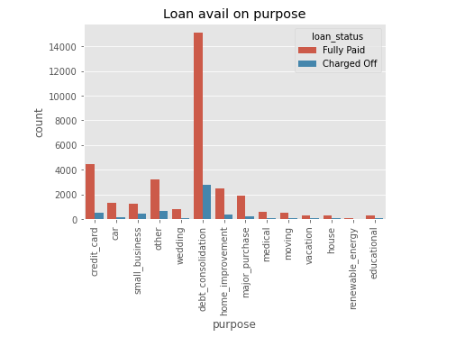 Loan avail on purpose
loan_status
Fully Paid
Charged Off
count
14000
12000
10000
8000
6000
4000
2000
0
credit_card
car
small_business
other
wedding
debt_consolidation
home_improvement
major_purchase
medical
moving
vacation
house
renewable_energy
educational
purpose